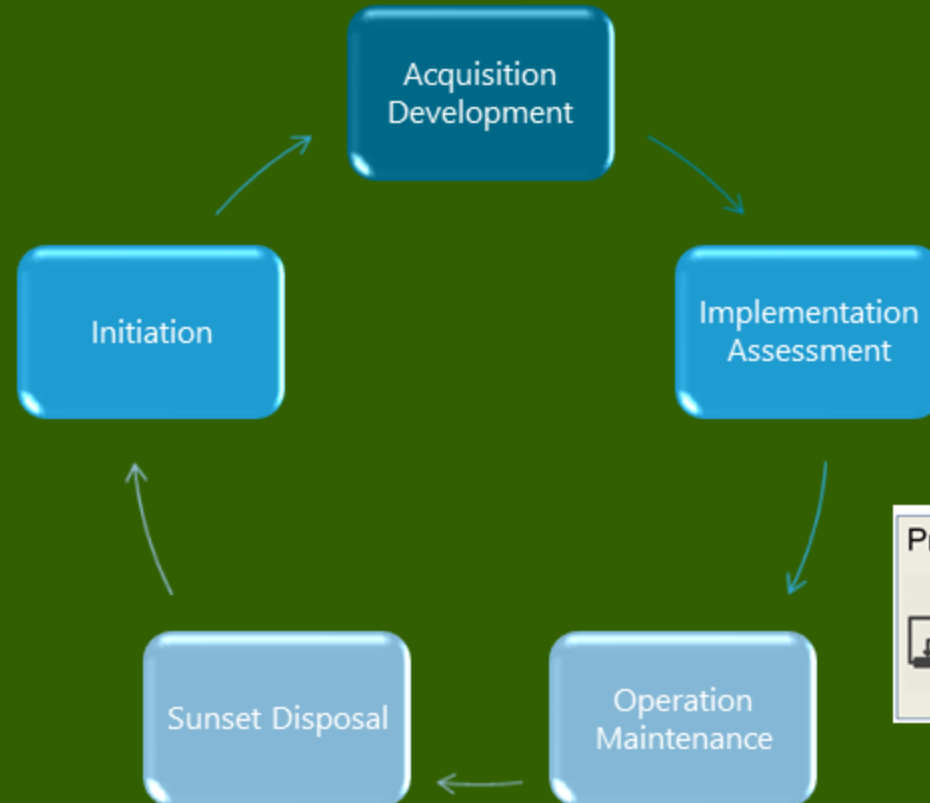 Acquisition
Development
Initiation
Implementation
Assessment
Sunset Disposal
Operation
Maintenance